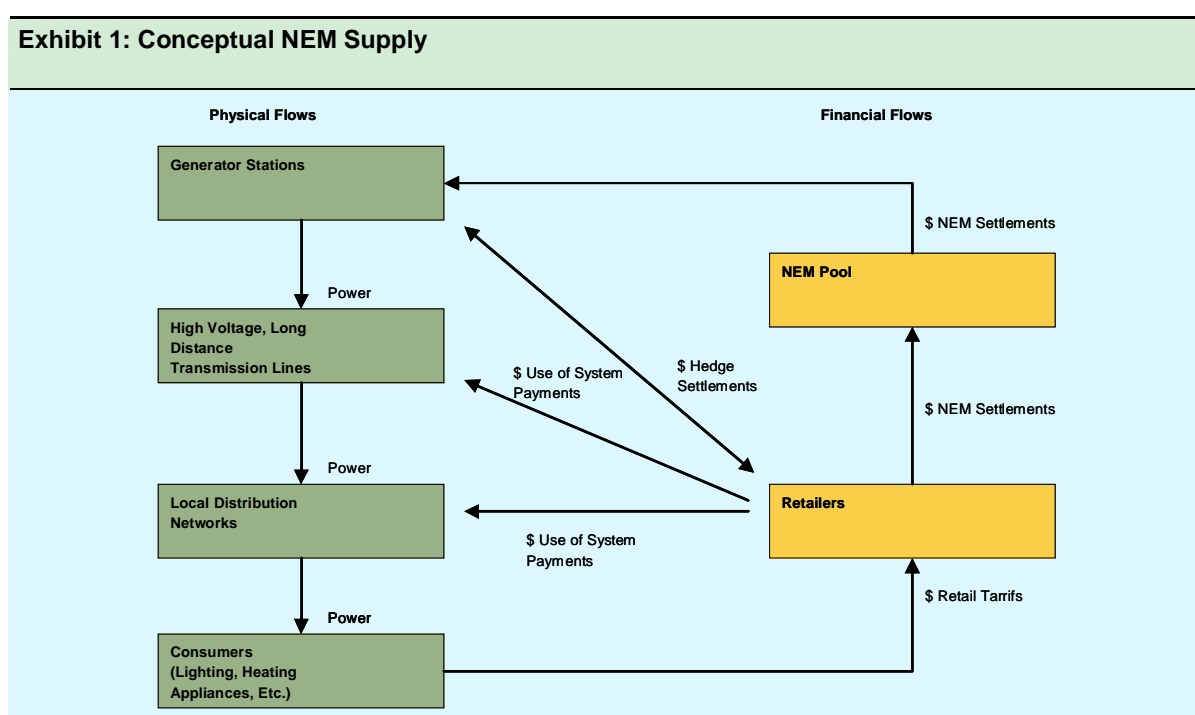 Exhibit 1: Conceptual NEM Supply
Physical Flows
Financial Flows
Generator Stations
$ NEM Settlements
NEM Pool
Power
High Voltage, Long
Distance
Transmission Lines
$ Use of System
Payments
$ Hedge
Settlements
$ NEM Settlements
Power
Local Distribution
Networks
Retailers
$ Use of System
Payments
$ Retail Tarrifs
Power
Consumers
(Lighting, Heating
Appliances, Etc.)